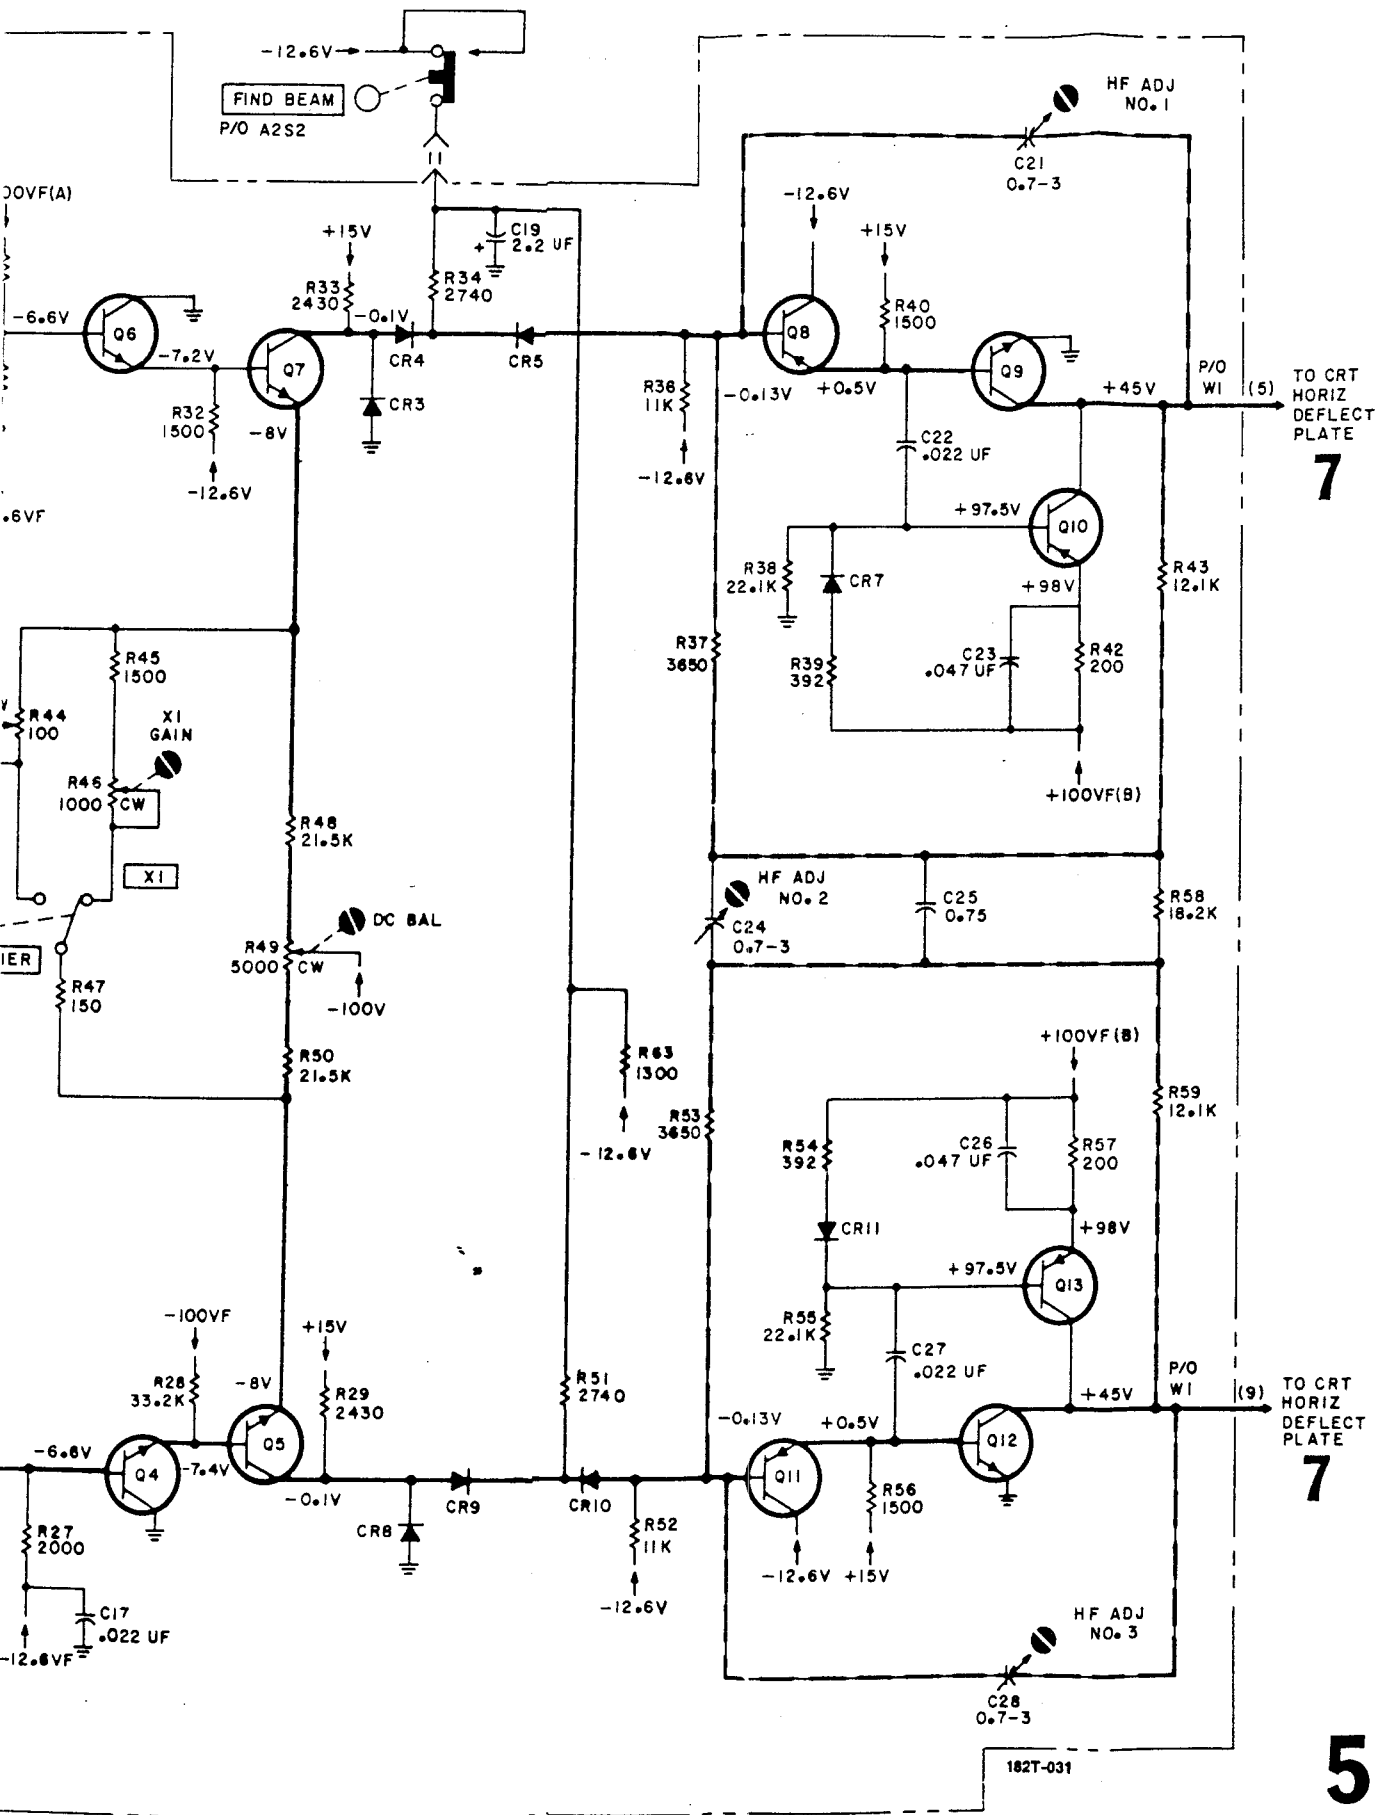 -12.6V
FIND BEAM
P/O A2S2
11
HF ADJ
NO. 1
C21
0.7-3
00VF(A)
+15V
C19
+ 2.2 UF
-12.6V
+15V
R33
2430
R34
2740
-6.6V
Q6
-0.1V
-7.2V
Q7
CR4
CR5
Q8
R40
1500
Q9
R32
1500
-8V
CR3
R36
11K
-0.13V
+0.5V
+45V
P/O
W1
(5)
TO CRT
HORIZ
DEFLECT
PLATE
7
-12.6V
-12.6V
C22
.022 UF
.6VF
+97.5V
Q10
R38
22.1K
CR7
+98V
R43
12.1K
R45
1500
R37
3650
R39
392
C23
.047 UF
R42
200
V
R44
100
X1
GAIN
R46
1000
CW
+100VF(B)
R48
21.5K
X1
HF ADJ
NO. 2
C24
0.7-3
C25
0.75
R58
18.2K
DC BAL
R49
5000
CW
-100V
IER
R47
150
R50
21.5K
R63
1300
-12.6V
+100VF(B)
R53
3650
R59
12.1K
R54
392
C26
.047 UF
R57
200
CR11
+98V
+97.5V
Q13
-100VF
+15V
R55
22.1K
C27
.022 UF
R28
33.2K
-8V
R29
2430
R51
2740
+45V
P/O
W1
(9)
TO CRT
HORIZ
DEFLECT
PLATE
7
-0.13V
+0.5V
-6.6V
Q4
-7.4V
Q5
-0.1V
CR9
CR10
Q11
Q12
R27
2000
CR8
R52
11K
R56
1500
-12.6V
-12.6V
+15V
C17
.022 UF
-12.6VF
HF ADJ
NO. 3
C28
0.7-3
182T-031
5